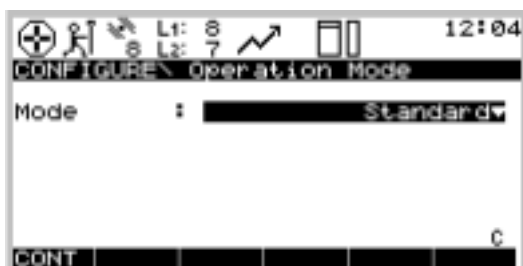 L1: 8
8 L2: 7
12:04
CONFIGURE\ Operation Mode
Mode : Standard
C
CONT